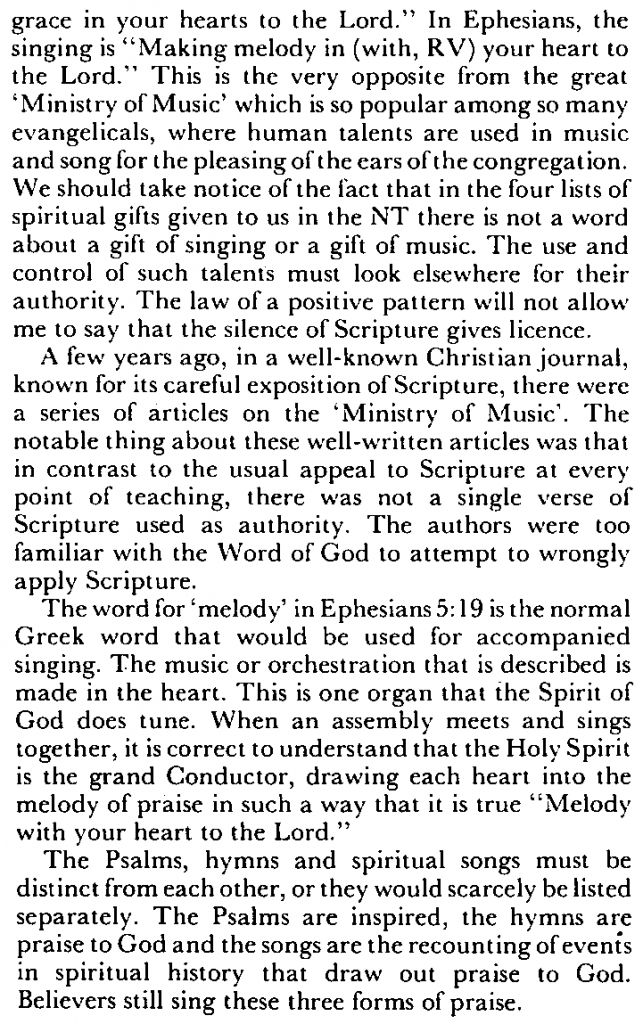 grace in your hearts to the Lord.” In Ephesians, the
singing is “Making melody in (with, RV) your heart to
the Lord.” This is the very opposite from the great
‘Ministry of Music’ which is so popular among so many
evangelicals, where human talents are used in music
and song for the pleasing of the ears of the congregation.
We should take notice of the fact that in the four lists of
spiritual gifts given to us in the NT there is not a word
about a gift of singing or a gift of music. The use and
control of such talents must look elsewhere for their
authority. The law of a positive pattern will not allow
me to say that the silence of Scripture gives licence.
A few years ago, in a well-known Christian journal,
known for its careful exposition of Scripture, there were
a series of articles on the ‘Ministry of Music’. The
notable thing about these well-written articles was that
in contrast to the usual appeal to Scripture at every
point of teaching, there was not a single verse of
Scripture used as authority. The authors were too
familiar with the Word of God to attempt to wrongly
apply Scripture.
The word for ‘melody’ in Ephesians 5:19 is the normal
Greek word that would be used for accompanied
singing. The music or orchestration that is described is
made in the heart. This is one organ that the Spirit of
God does tune. When an assembly meets and sings
together, it is correct to understand that the Holy Spirit
is the grand Conductor, drawing each heart into the
melody of praise in such a way that it is true “Melody
with your heart to the Lord.”
The Psalms, hymns and spiritual songs must be
distinct from each other, or they would scarcely be listed
separately. The Psalms are inspired, the hymns are
praise to God and the songs are the recounting of events
in spiritual history that draw out praise to God.
Believers still sing these three forms of praise.